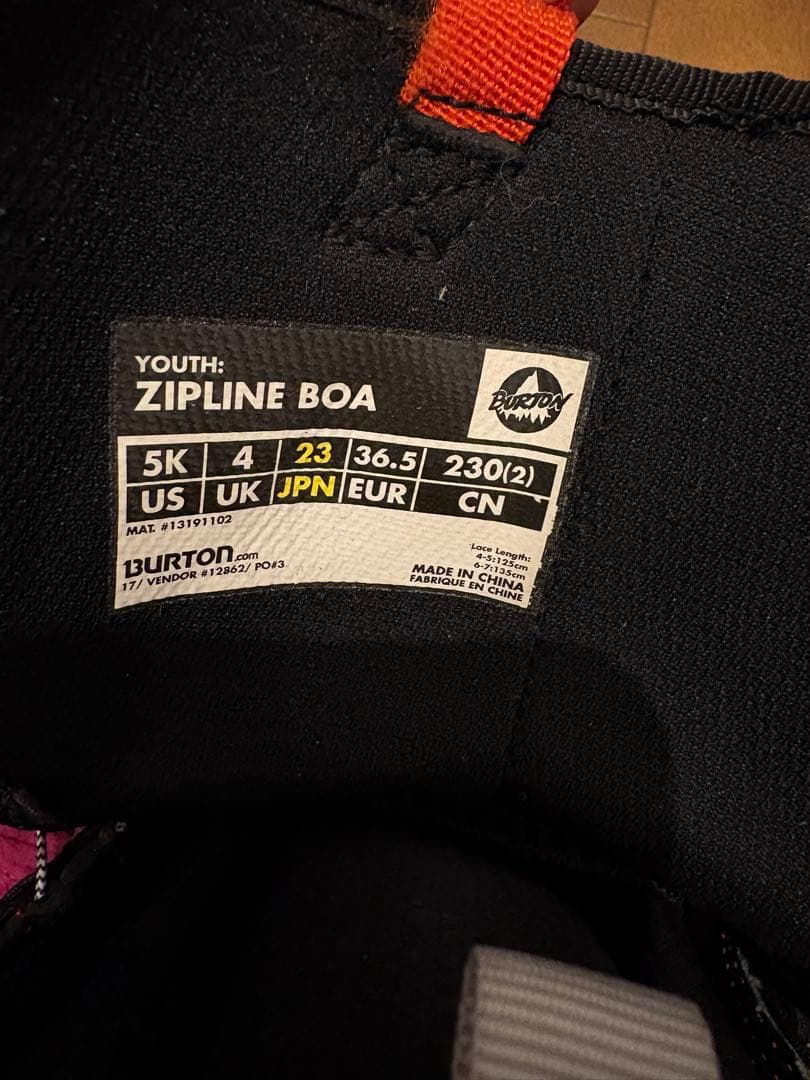 YOUTH:
ZIPLINE BOA
BURTON
5K 4 23 36.5 230(2)
US UK JPN EUR CN
MAT. #13191102
BURTON.com
17/ VENDOR #12862/ PO#3
Lace Length:
4-5:125cm
6-7:135cm
MADE IN CHINA
FABRIQUE EN CHINE